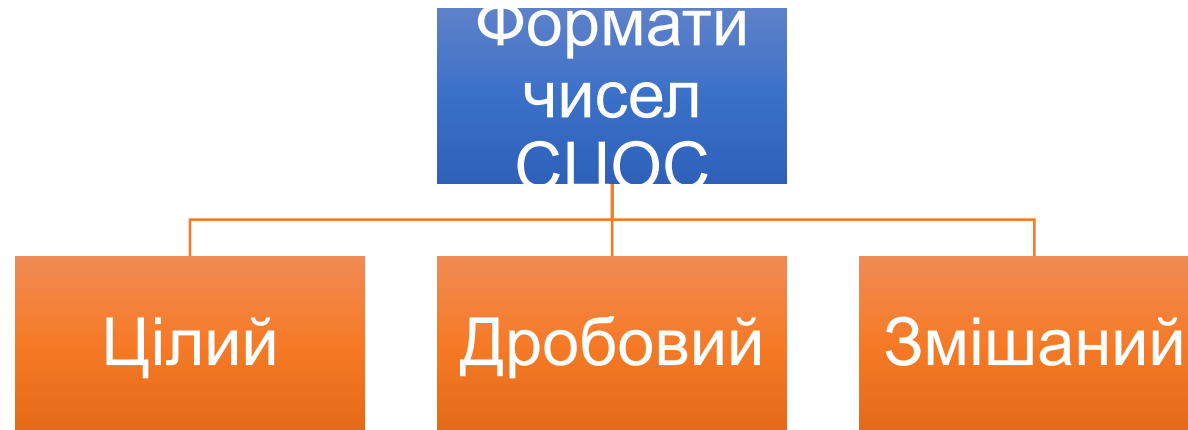 Формати
чисел
СЦОС
Цілий
Дробовий
Змішаний